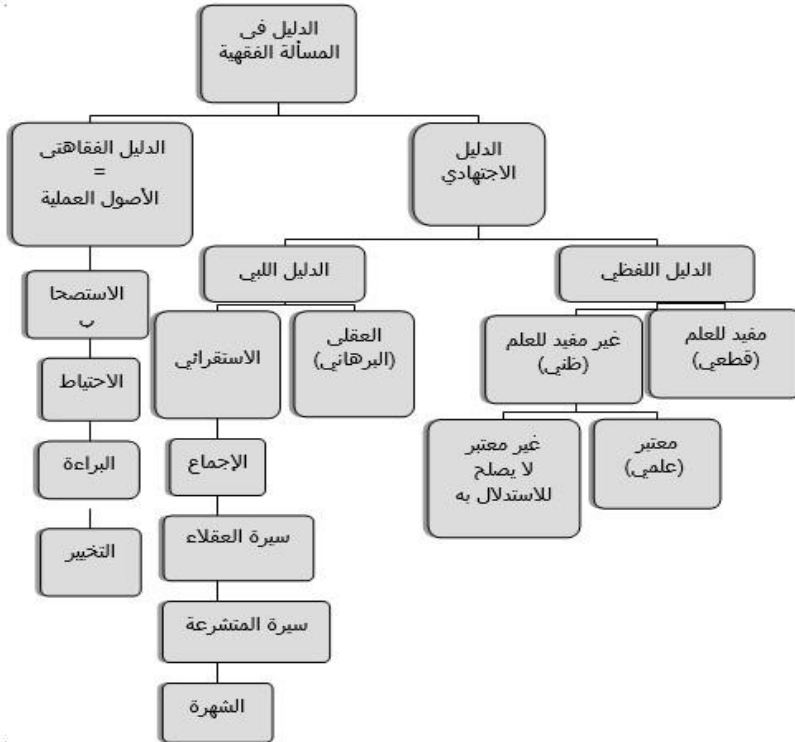 الدليل فى
المسألة الفقهية
الدليل
الاجتهادي
الدليل الفقاهتى
=
الأصول العملية
الدليل اللفظي
الدليل اللبي
الاستصحا
ب
مفيد للعلم
(قطعي)
غير مفيد للعلم
(ظني)
العقلى
(البرهاني)
الاستقرائي
الاحتياط
معتبر
(علمي)
غير معتبر
لا يصلح
للاستدلال به
الإجماع
البراءة
سيرة العقلاء
التخيير
سيرة المتشرعة
الشهرة